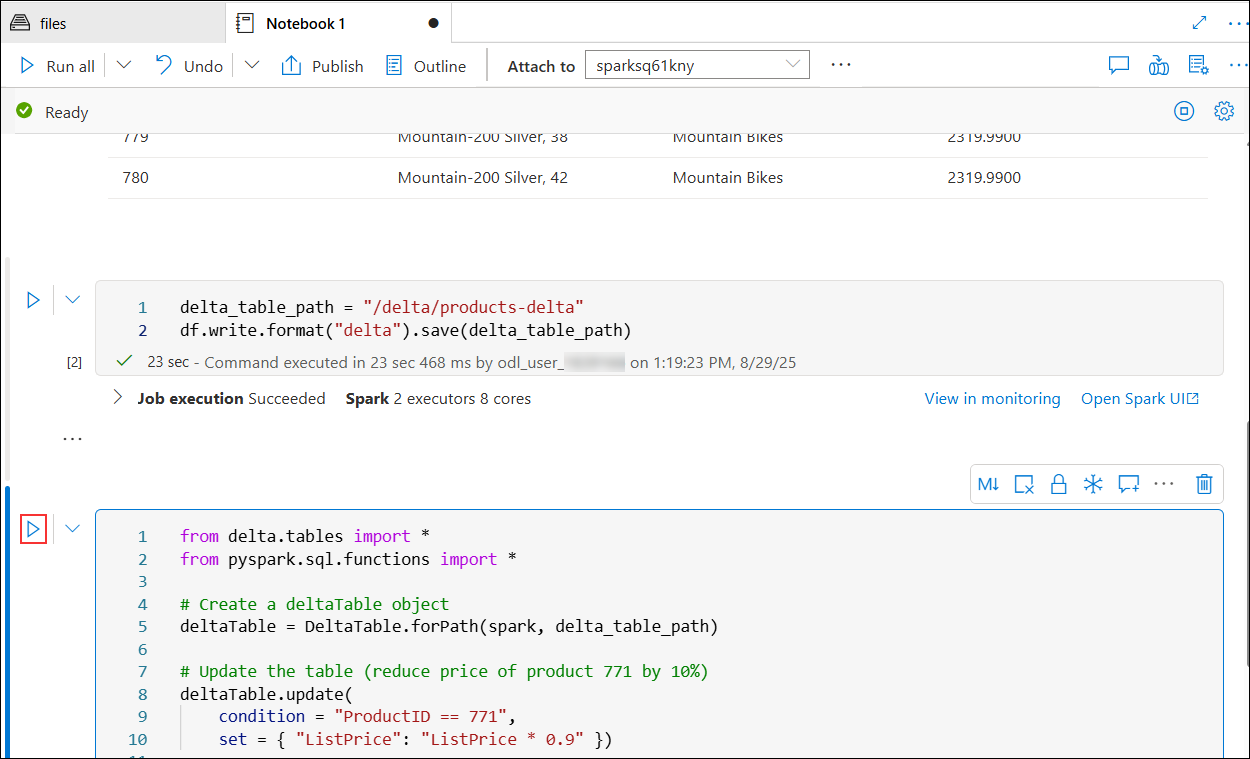 files
Notebook 1
Run all
Undo
Publish
Outline
Attach to
sparksq61kny
Ready
779 Mountain-200 Silver, 38 Mountain Bikes 2319.9900
780 Mountain-200 Silver, 42 Mountain Bikes 2319.9900
1 delta_table_path = "/delta/products-delta"
2 df.write.format("delta").save(delta_table_path)
[2]
23 sec - Command executed in 23 sec 468 ms by odl_user_ on 1:19:23 PM, 8/29/25
Job execution Succeeded Spark 2 executors 8 cores
View in monitoring Open Spark UI
M↓
1 from delta.tables import *
2 from pyspark.sql.functions import *
3
4 # Create a deltaTable object
5 deltaTable = DeltaTable.forPath(spark, delta_table_path)
6
7 # Update the table (reduce price of product 771 by 10%)
8 deltaTable.update(
9 condition = "ProductID == 771",
10 set = { "ListPrice": "ListPrice * 0.9" })